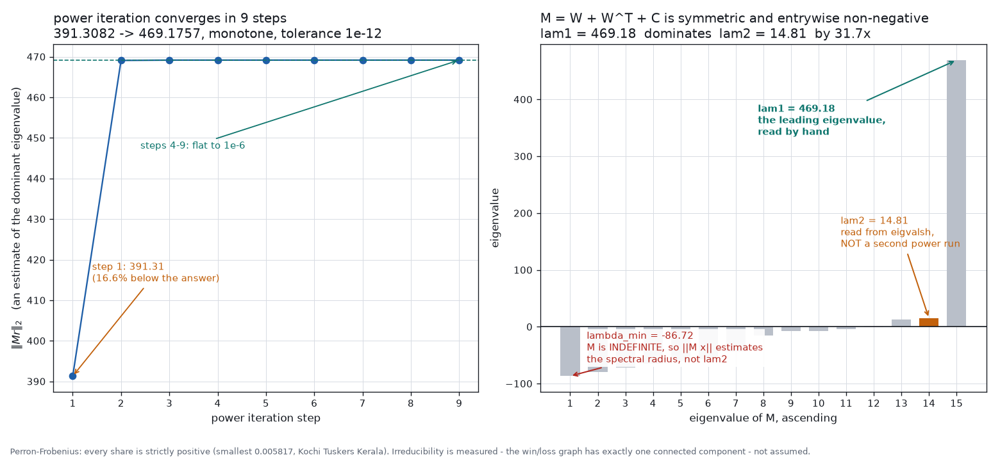 power iteration converges in 9 steps
391.3082 -> 469.1757, monotone, tolerance 1e-12
‖Mr‖₂ (an estimate of the dominant eigenvalue)
470
460
450
440
430
420
410
400
390
steps 4-9: flat to 1e-6
step 1: 391.31
(16.6% below the answer)
1 2 3 4 5 6 7 8 9
power iteration step
M = W + W^T + C is symmetric and entrywise non-negative
lam1 = 469.18 dominates lam2 = 14.81 by 31.7x
eigenvalue
400
300
200
100
0
−100
lam1 = 469.18
the leading eigenvalue,
read by hand
lam2 = 14.81
read from eigvalsh,
NOT a second power run
lambda_min = -86.72
M is INDEFINITE, so ||M x|| estimates
the spectral radius, not lam2
1 2 3 4 5 6 7 8 9 10 11 12 13 14 15
eigenvalue of M, ascending
Perron-Frobenius: every share is strictly positive (smallest 0.005817, Kochi Tuskers Kerala). Irreducibility is measured - the win/loss graph has exactly one connected component - not assumed.